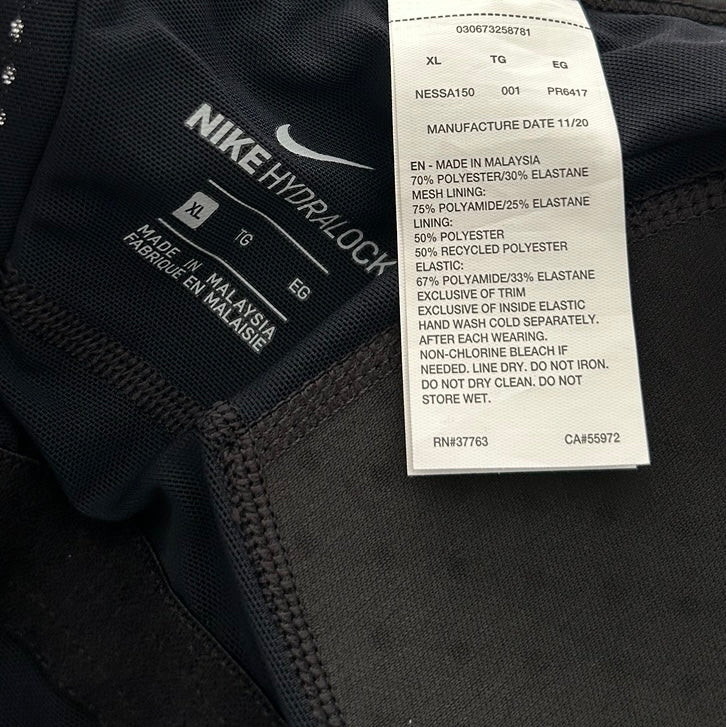 NIKE HYDRALOCK
XL TG EG
MADE IN MALAYSIA
FABRIQUE EN MALAISIE
030673258781
XL TG EG
NESSA150 001 PR6417
MANUFACTURE DATE 11/20
EN - MADE IN MALAYSIA
70% POLYESTER/30% ELASTANE
MESH LINING:
75% POLYAMIDE/25% ELASTANE
LINING:
50% POLYESTER
50% RECYCLED POLYESTER
ELASTIC:
67% POLYAMIDE/33% ELASTANE
EXCLUSIVE OF TRIM
EXCLUSIVE OF INSIDE ELASTIC
HAND WASH COLD SEPARATELY.
AFTER EACH WEARING.
NON-CHLORINE BLEACH IF
NEEDED. LINE DRY. DO NOT IRON.
DO NOT DRY CLEAN. DO NOT
STORE WET.
RN#37763 CA#55972